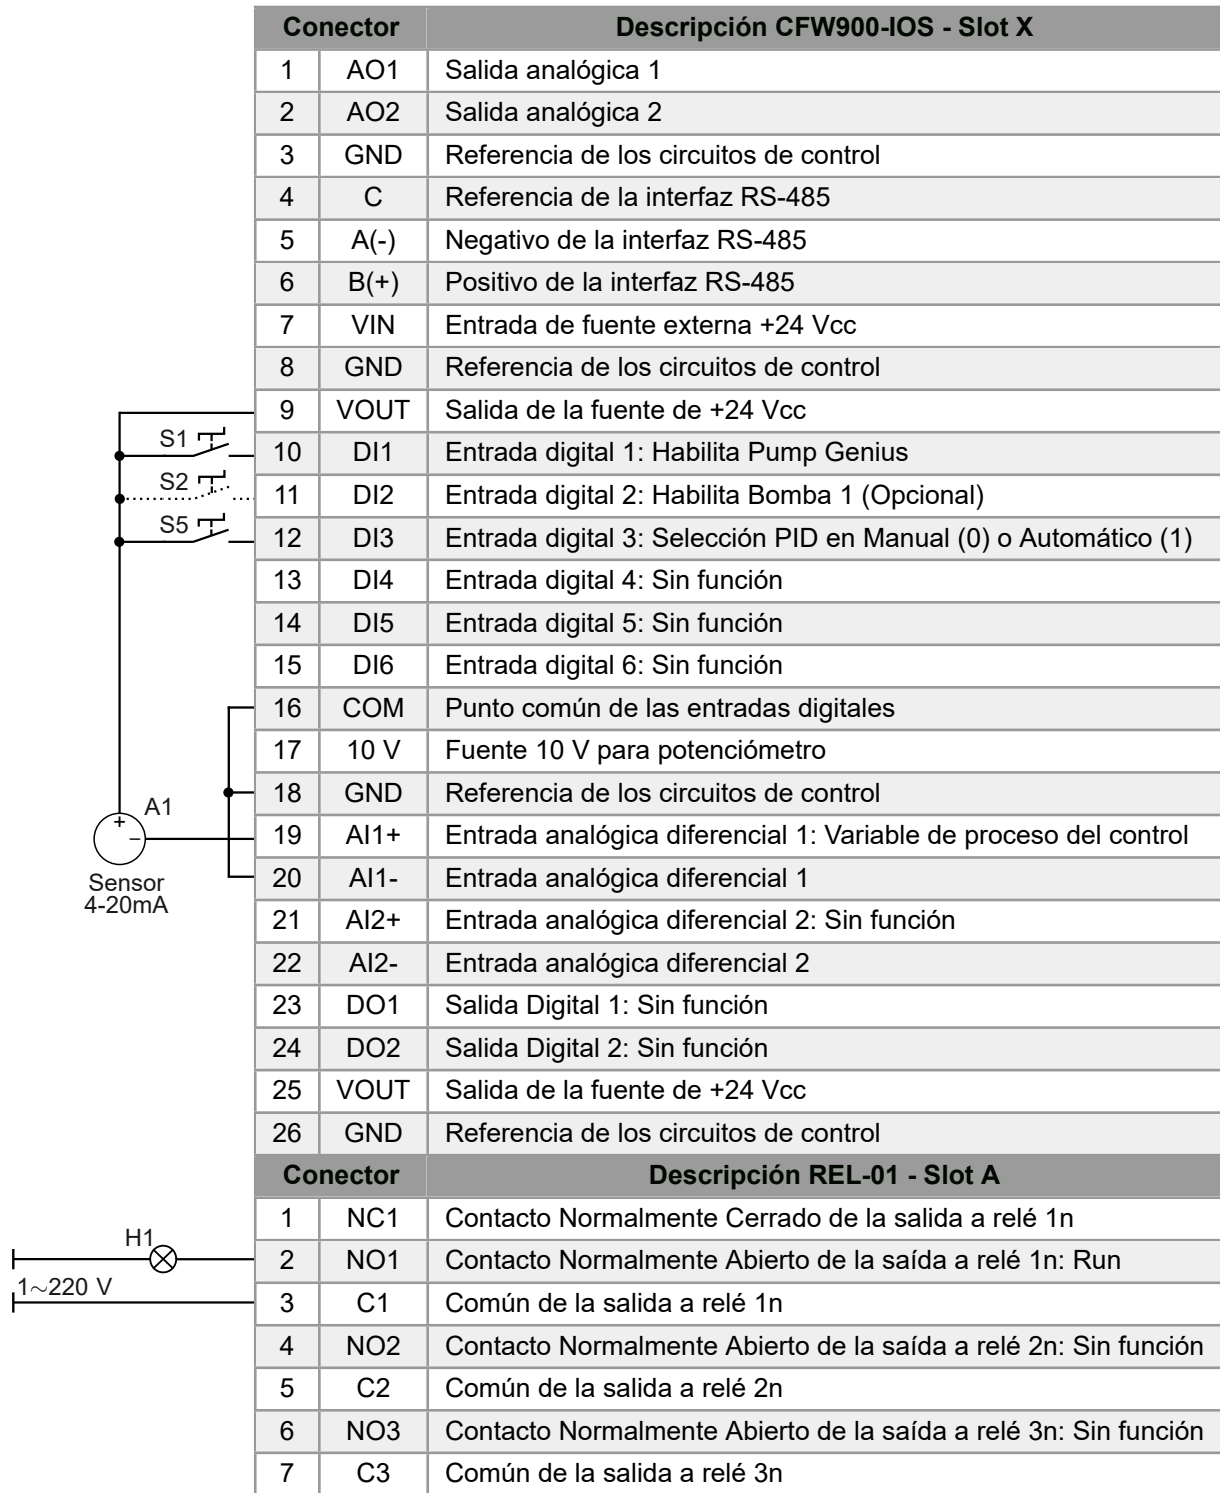 Conector Descripción CFW900-IOS - Slot X
1 AO1 Salida analógica 1
2 AO2 Salida analógica 2
3 GND Referencia de los circuitos de control
4 C Referencia de la interfaz RS-485
5 A(-) Negativo de la interfaz RS-485
6 B(+) Positivo de la interfaz RS-485
7 VIN Entrada de fuente externa +24 Vcc
8 GND Referencia de los circuitos de control
9 VOUT Salida de la fuente de +24 Vcc
S1 10 DI1 Entrada digital 1: Habilita Pump Genius
S2 11 DI2 Entrada digital 2: Habilita Bomba 1 (Opcional)
S5 12 DI3 Entrada digital 3: Selección PID en Manual (0) o Automático (1)
13 DI4 Entrada digital 4: Sin función
14 DI5 Entrada digital 5: Sin función
15 DI6 Entrada digital 6: Sin función
16 COM Punto común de las entradas digitales
17 10 V Fuente 10 V para potenciómetro
18 GND Referencia de los circuitos de control
A1
+ −
19 AI1+ Entrada analógica diferencial 1: Variable de proceso del control
Sensor
4-20mA
20 AI1- Entrada analógica diferencial 1
21 AI2+ Entrada analógica diferencial 2: Sin función
22 AI2- Entrada analógica diferencial 2
23 DO1 Salida Digital 1: Sin función
24 DO2 Salida Digital 2: Sin función
25 VOUT Salida de la fuente de +24 Vcc
26 GND Referencia de los circuitos de control
Conector Descripción REL-01 - Slot A
1 NC1 Contacto Normalmente Cerrado de la salida a relé 1n
H1
2 NO1 Contacto Normalmente Abierto de la saída a relé 1n: Run
1~220 V
3 C1 Común de la salida a relé 1n
4 NO2 Contacto Normalmente Abierto de la saída a relé 2n: Sin función
5 C2 Común de la salida a relé 2n
6 NO3 Contacto Normalmente Abierto de la saída a relé 3n: Sin función
7 C3 Común de la salida a relé 3n